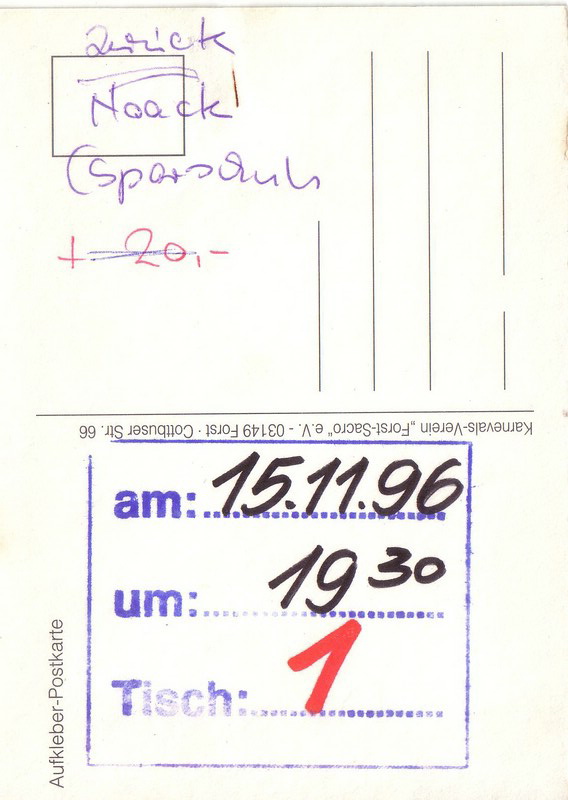 zurück
Noack
(Sparschuh
+ 20,-
Karnevals-Verein „Forst-Sacro" e.V. - 03149 Forst · Cottbuser Str. 66
am: 15.11.96
um: 19 30
Tisch: 1
Aufkleber-Postkarte